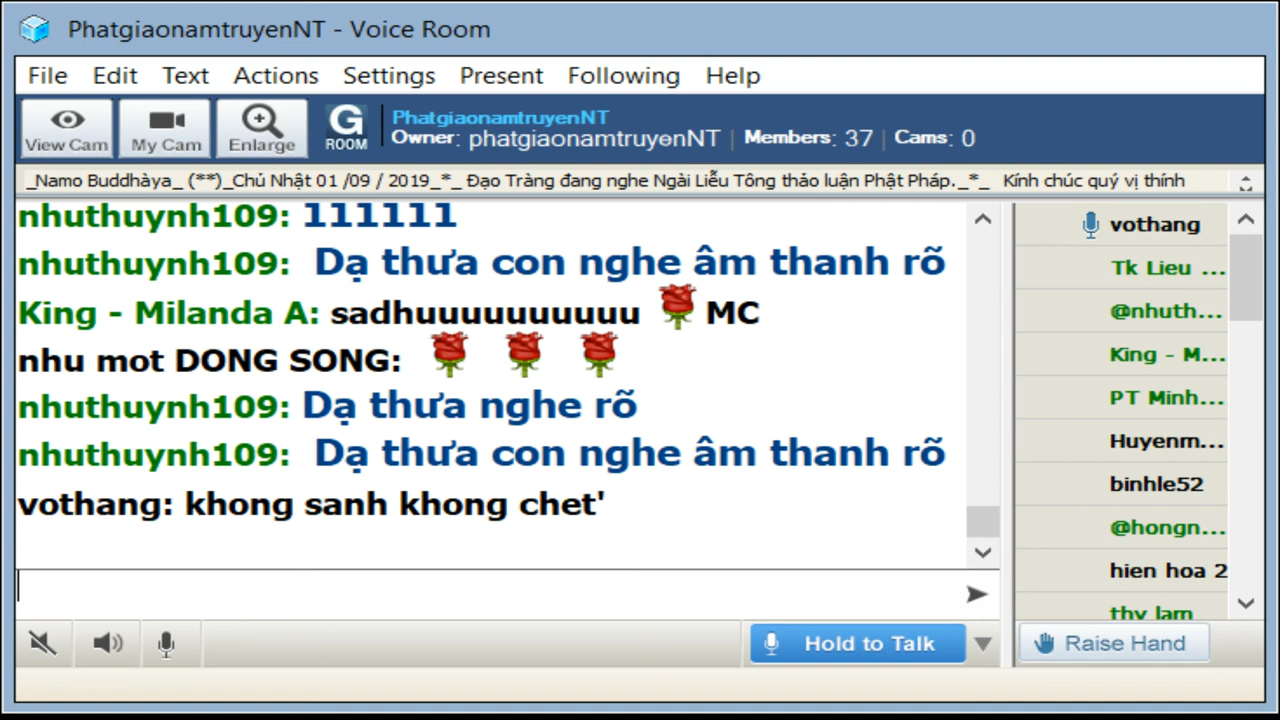 PhatgiaonamtruyenNT - Voice Room
File Edit Text Actions Settings Present Following Help
View Cam My Cam Enlarge G ROOM
PhatgiaonamtruyenNT
Owner: phatgiaonamtruyenNT | Members: 37 | Cams: 0
_Namo Buddhàya_ (**)_Chủ Nhật 01 /09 / 2019_*_ Đạo Tràng đang nghe Ngài Liễu Tông thảo luận Phật Pháp._*_ Kính chúc quý vị thính
nhuthuynh109: 111111
nhuthuynh109: Dạ thưa con nghe âm thanh rõ
King - Milanda A: sadhuuuuuuuuuu MC
nhu mot DONG SONG:
nhuthuynh109: Dạ thưa nghe rõ
nhuthuynh109: Dạ thưa con nghe âm thanh rõ
vothang: khong sanh khong chet'
vothang
Tk Lieu ...
@nhuth...
King - M...
PT Minh...
Huyenm...
binhle52
@hongn...
hien hoa 2
thy lam
Hold to Talk
Raise Hand